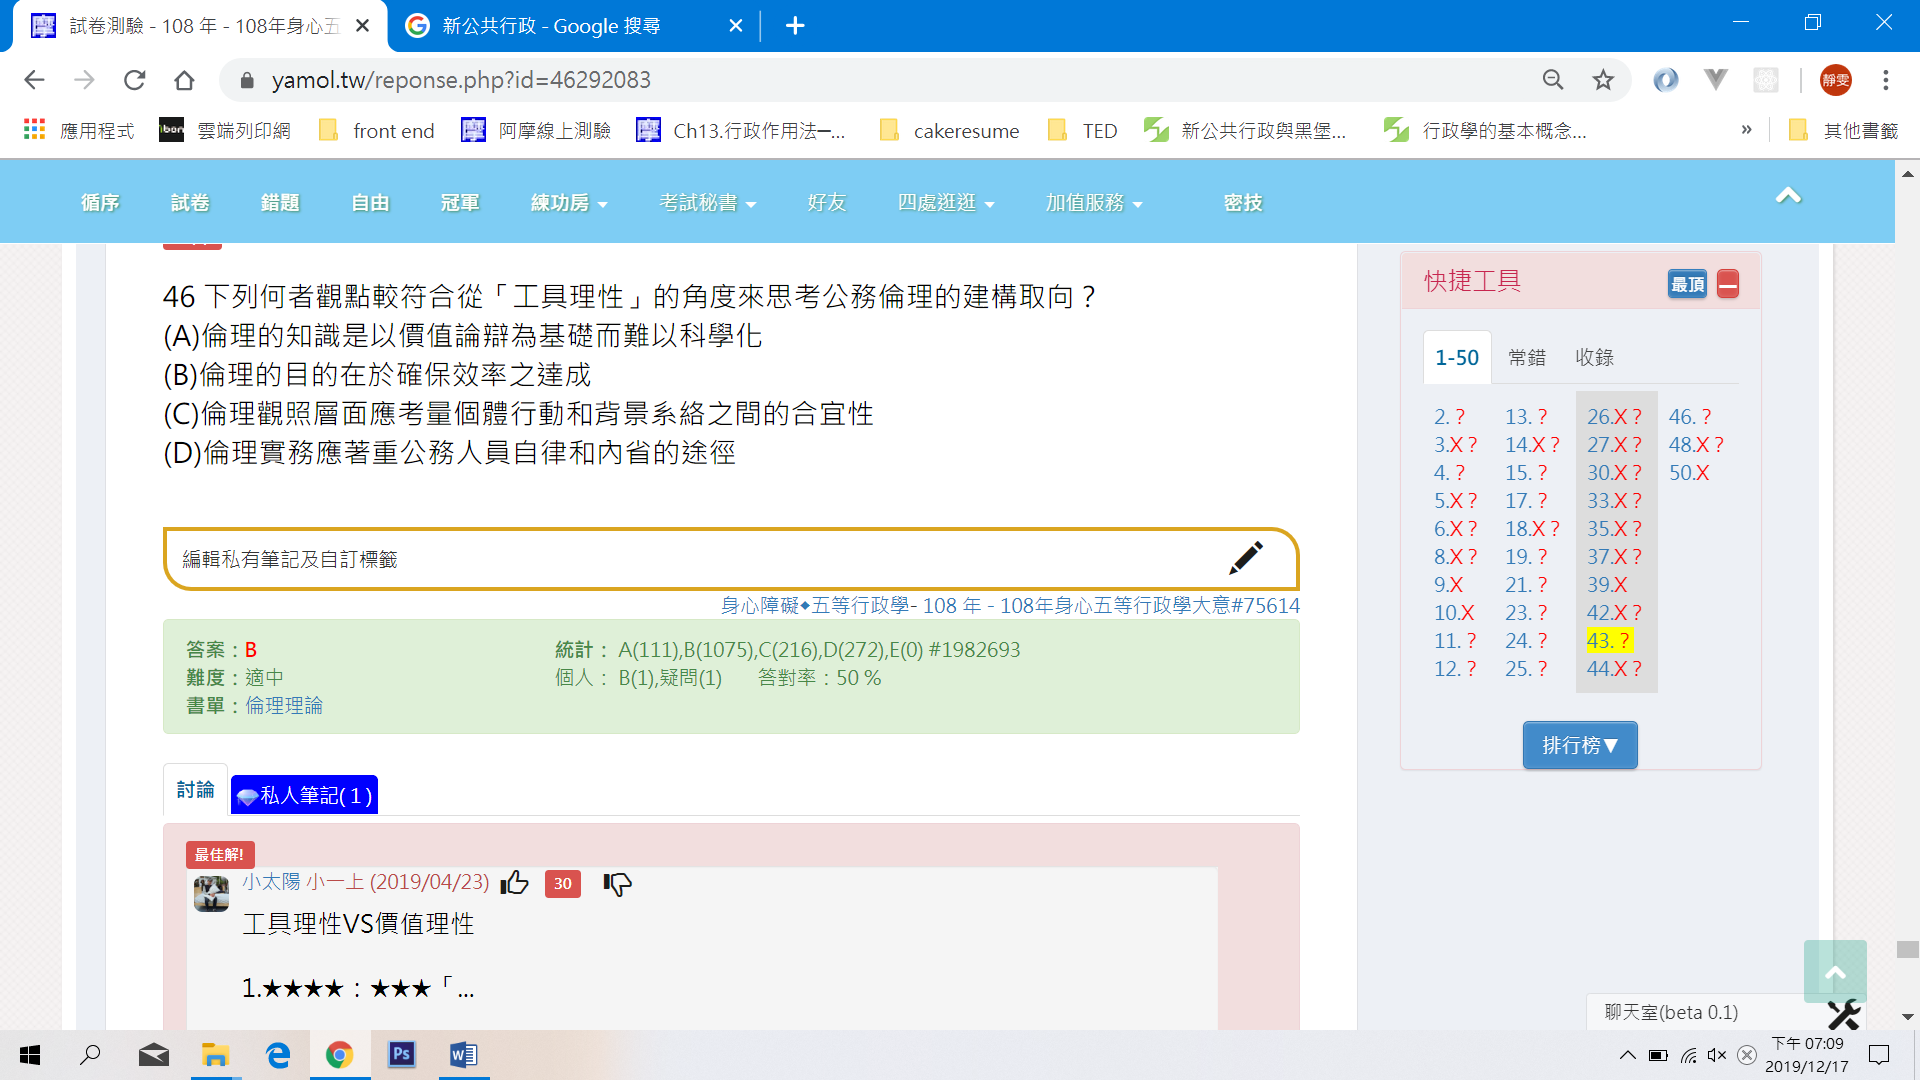 試卷測驗 - 108 年 - 108年身心五
新公共行政 - Google 搜尋
yamol.tw/reponse.php?id=46292083
靜雯
應用程式
ibon
雲端列印網
front end
阿摩線上測驗
Ch13.行政作用法─...
cakeresume
TED
新公共行政與黑堡...
行政學的基本概念...
»
其他書籤
循序
試卷
錯題
自由
冠軍
練功房
考試秘書
好友
四處逛逛
加值服務
密技
46 下列何者觀點較符合從「工具理性」的角度來思考公務倫理的建構取向？
(A)倫理的知識是以價值論辯為基礎而難以科學化
(B)倫理的目的在於確保效率之達成
(C)倫理觀照層面應考量個體行動和背景系絡之間的合宜性
(D)倫理實務應著重公務人員自律和內省的途徑
編輯私有筆記及自訂標籤
身心障礙◆五等行政學- 108 年 - 108年身心五等行政學大意#75614
答案：B
統計： A(111),B(1075),C(216),D(272),E(0) #1982693
難度：適中
個人： B(1),疑問(1) 答對率：50 %
書單：倫理理論
討論
私人筆記( 1 )
最佳解!
小太陽 小一上 (2019/04/23)
30
工具理性VS價值理性
1.★★★★：★★★「...
快捷工具
最頂
1-50
常錯
收錄
2. ? 13. ? 26.X ? 46. ?
3.X ? 14.X ? 27.X ? 48.X ?
4. ? 15. ? 30.X ? 50.X
5.X ? 17. ? 33.X ?
6.X ? 18.X ? 35.X ?
8.X ? 19. ? 37.X ?
9.X 21. ? 39.X
10.X 23. ? 42.X ?
11. ? 24. ? 43. ?
12. ? 25. ? 44.X ?
排行榜▼
聊天室(beta 0.1)
Ps
下午 07:09
2019/12/17